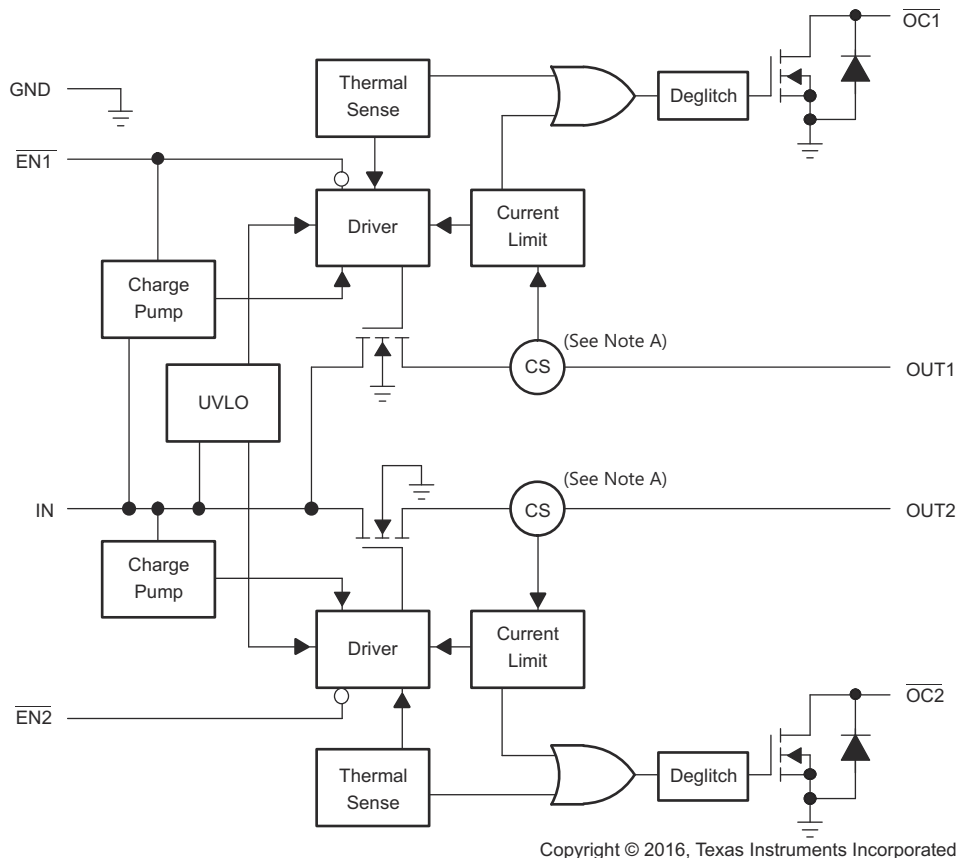 OC1
Thermal
Sense
Deglitch
GND
EN1
Driver
Current
Limit
Charge
Pump
(See Note A)
CS
OUT1
UVLO
(See Note A)
IN
CS
OUT2
Charge
Pump
Driver
Current
Limit
OC2
EN2
Thermal
Sense
Deglitch
Copyright © 2016, Texas Instruments Incorporated